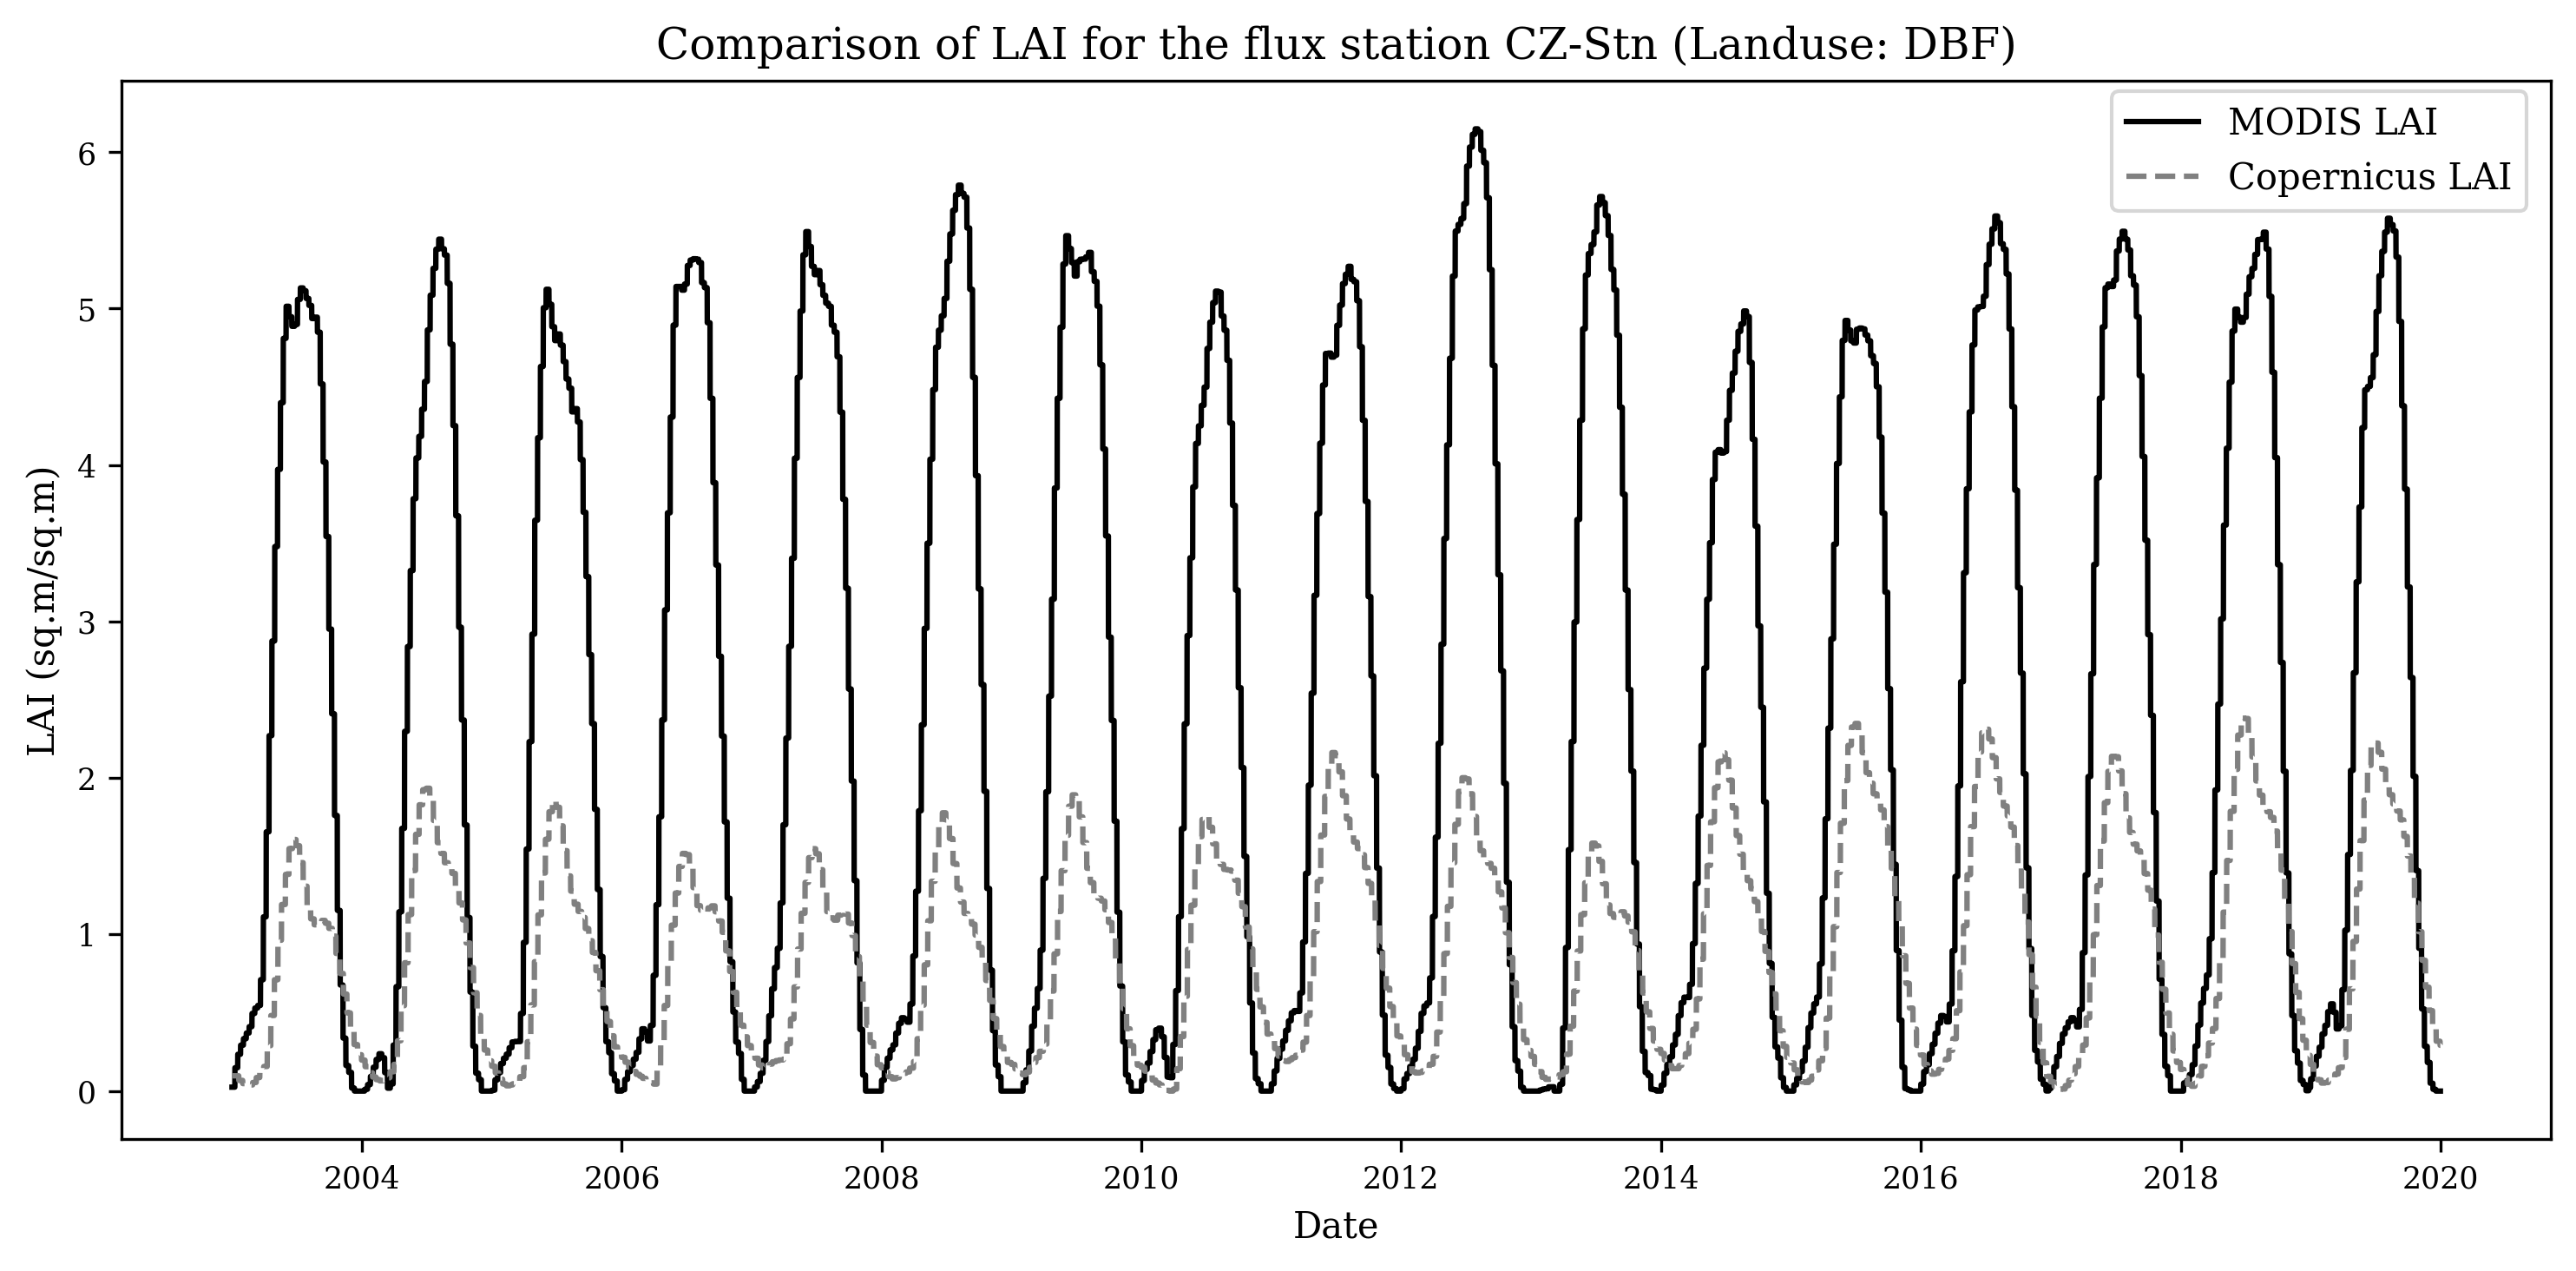 Comparison of LAI for the flux station CZ-Stn (Landuse: DBF)
MODIS LAI
Copernicus LAI
LAI (sq.m/sq.m)
6
5
4
3
2
1
0
2004 2006 2008 2010 2012 2014 2016 2018 2020
Date